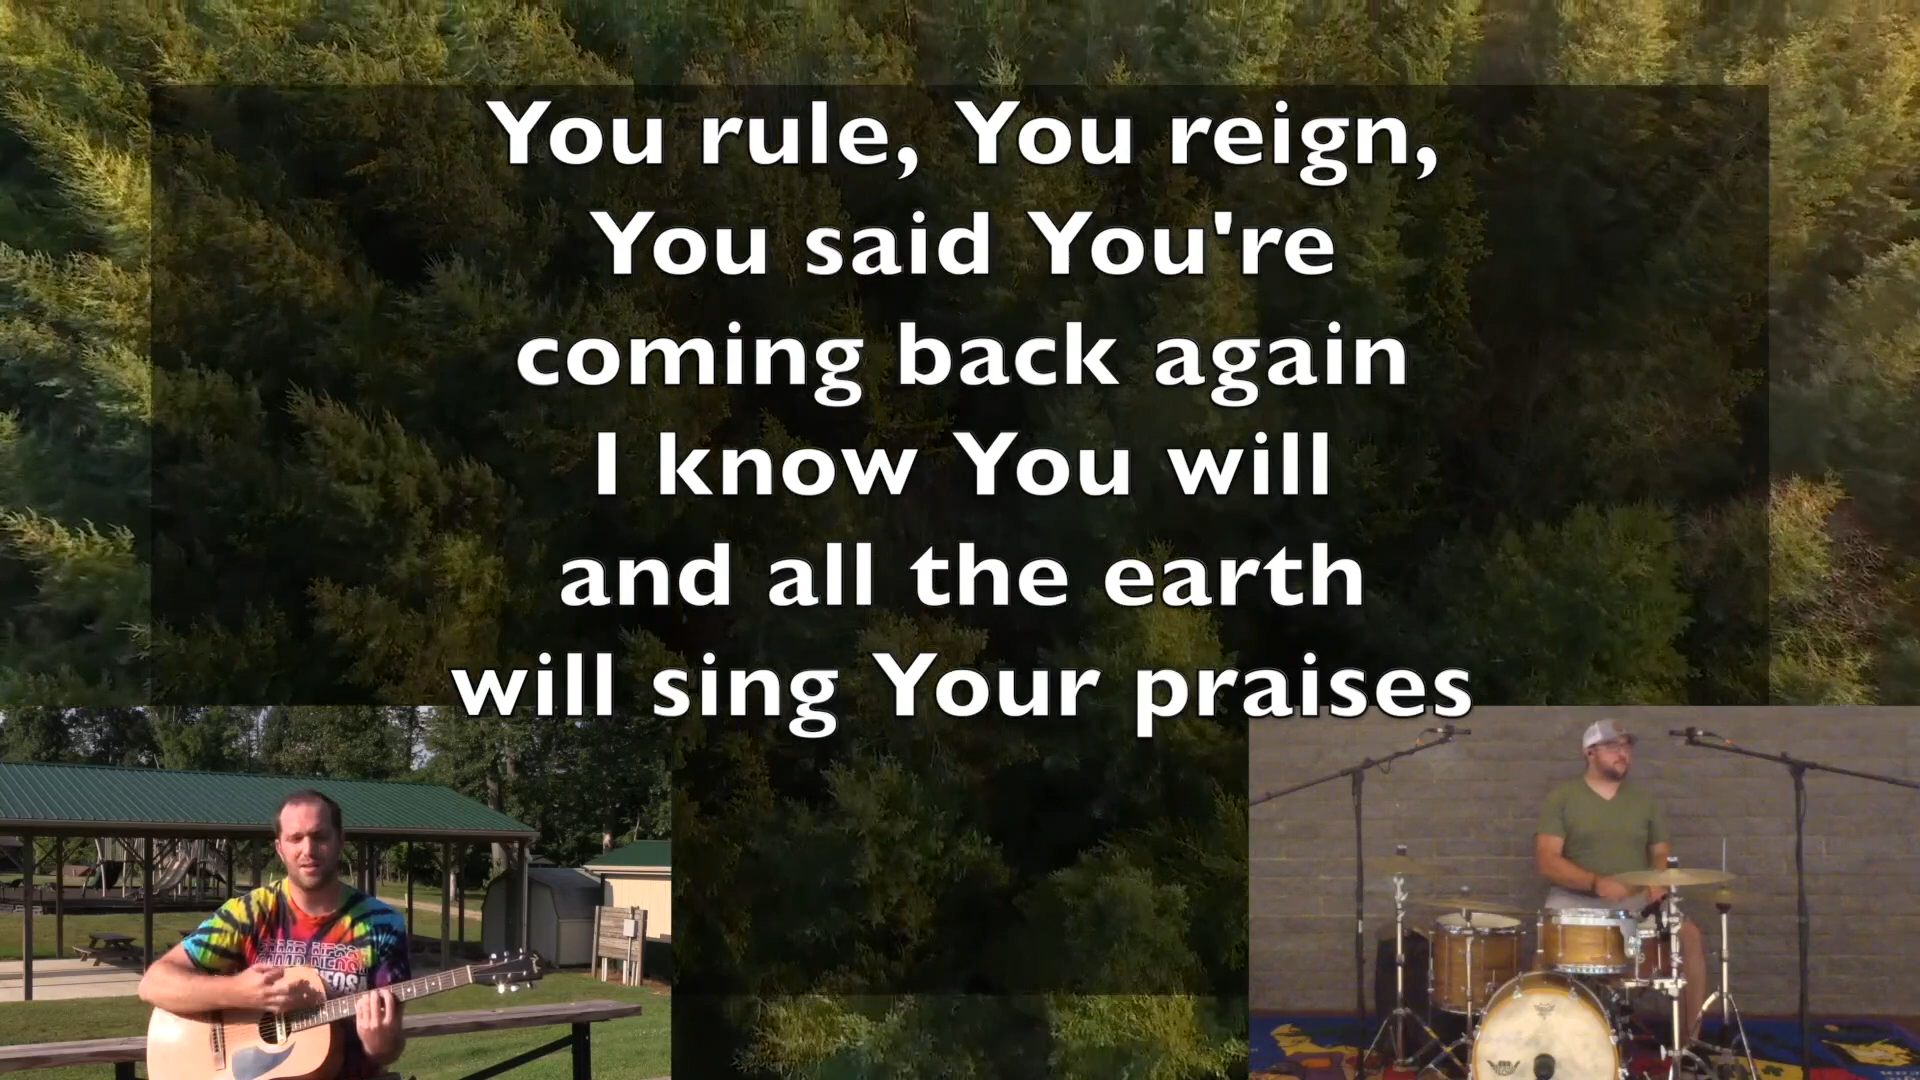 You rule, You reign,
You said You're
coming back again
I know You will
and all the earth
will sing Your praises